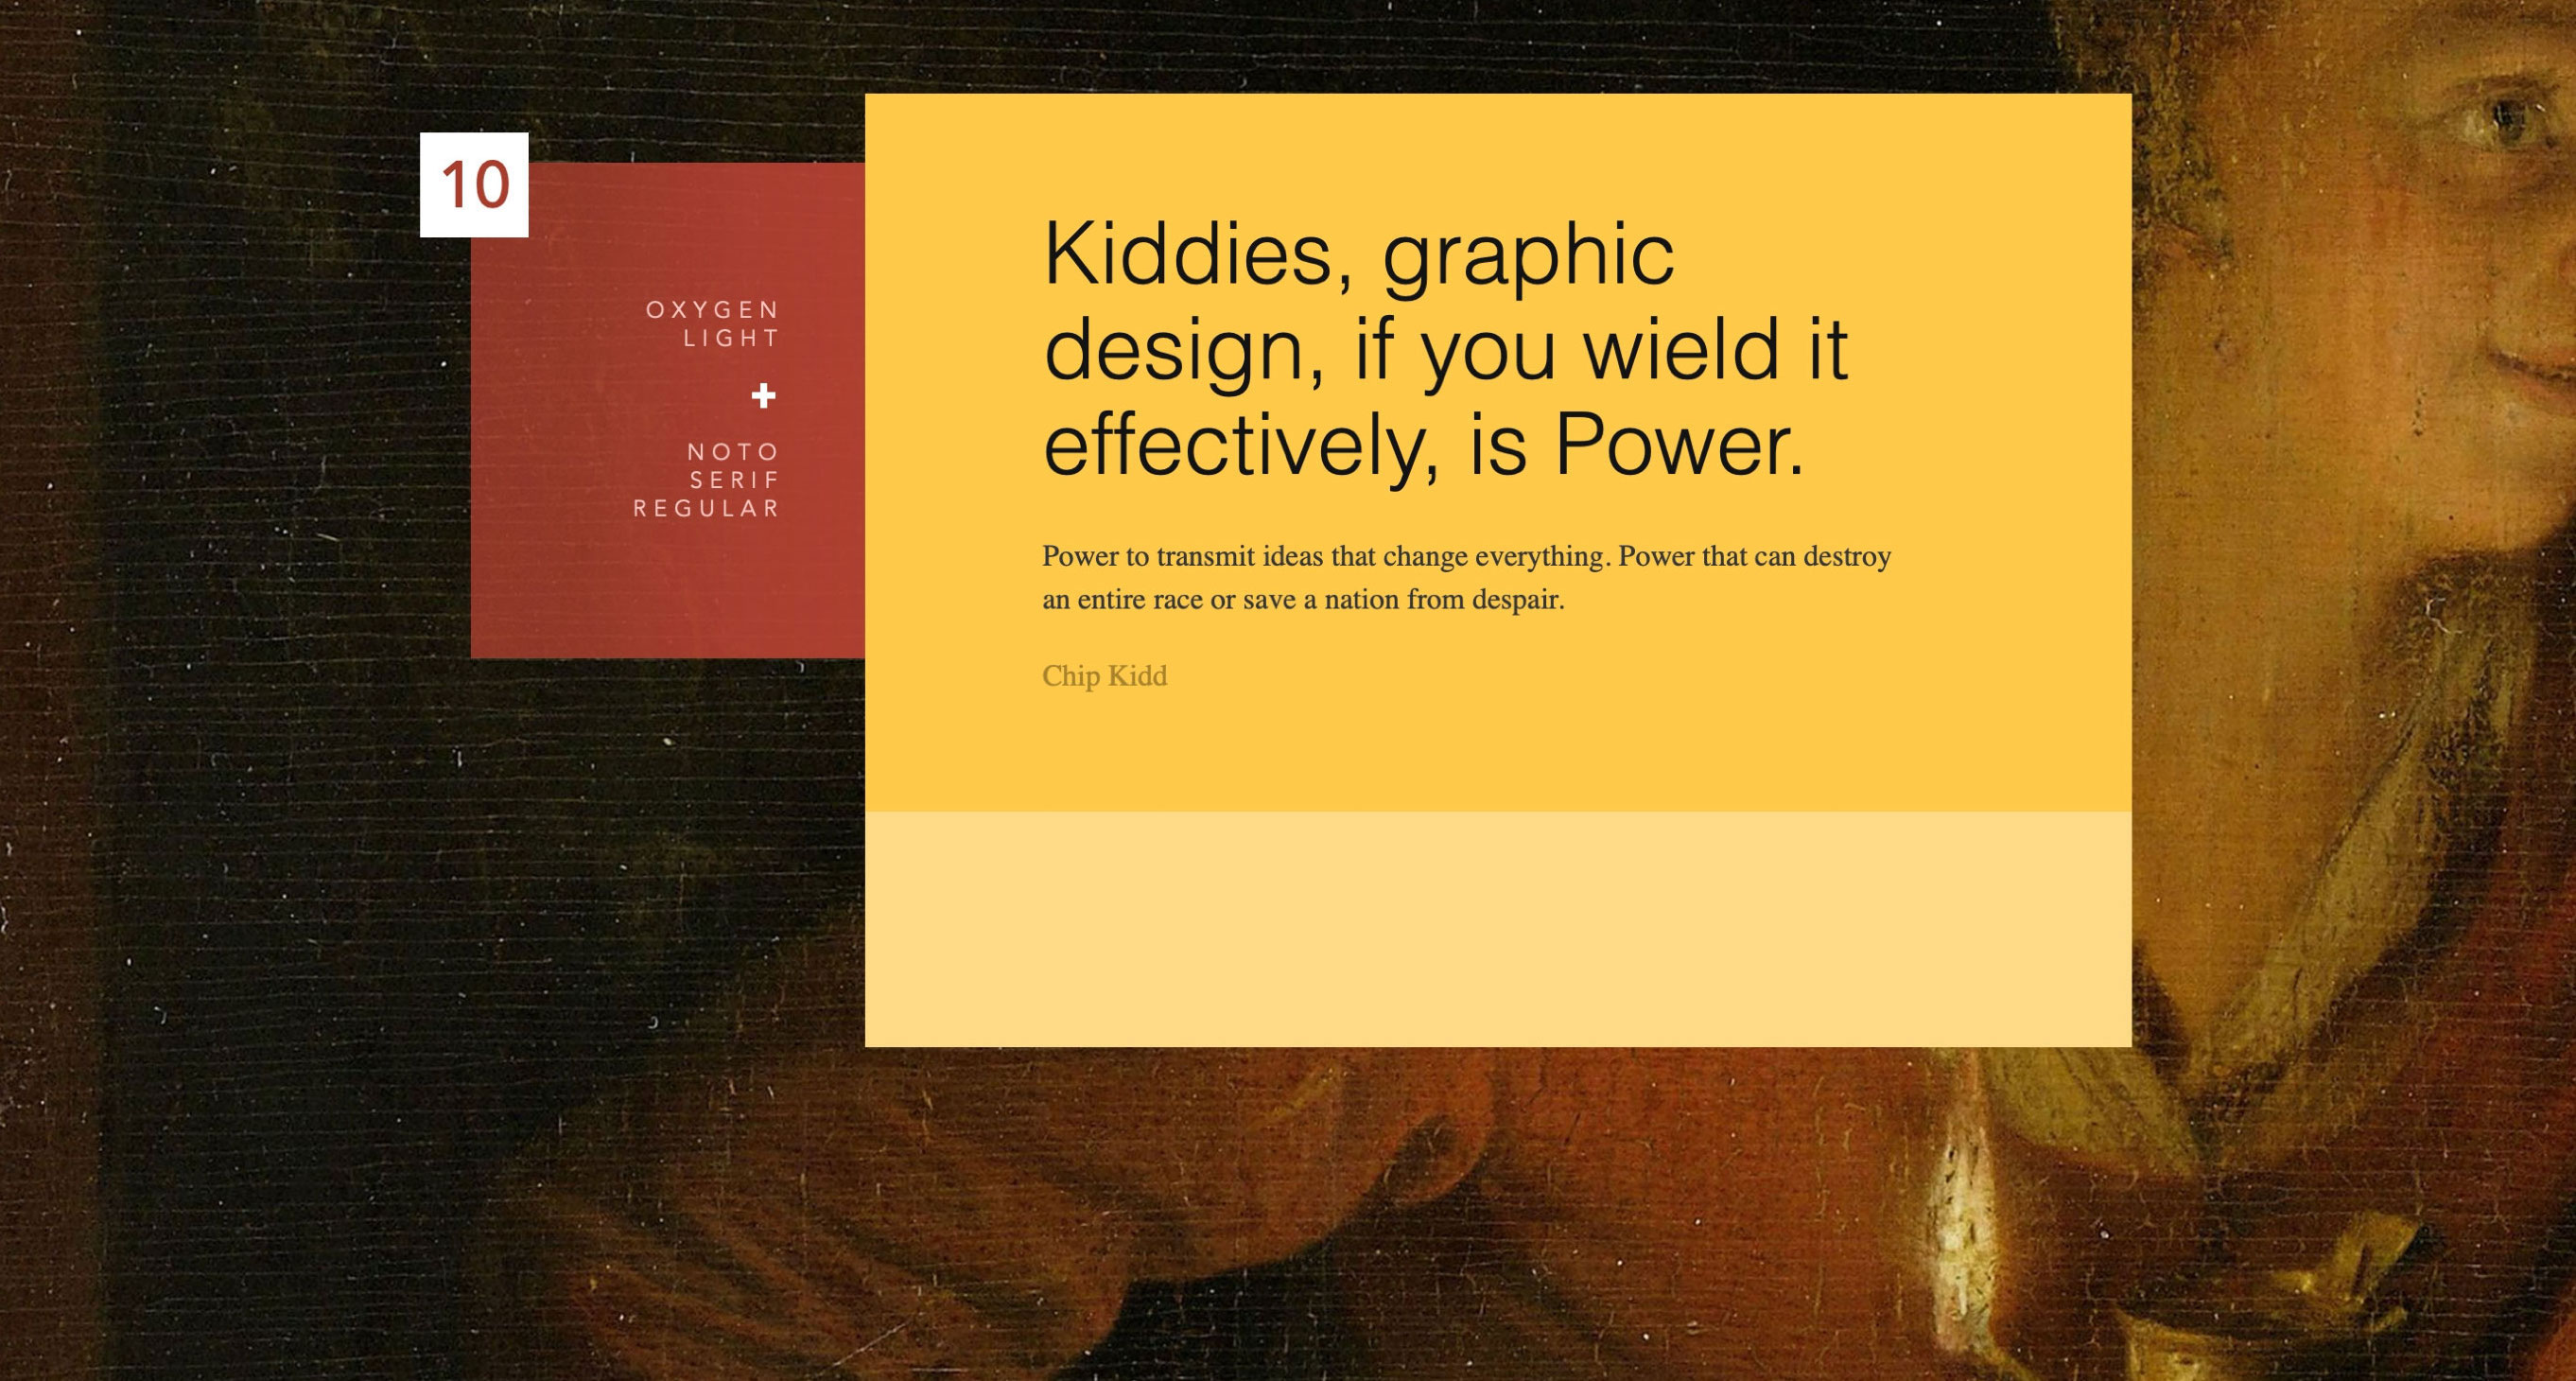 10
OXYGEN
LIGHT
+
NOTO
SERIF
REGULAR
Kiddies, graphic
design, if you wield it
effectively, is Power.
Power to transmit ideas that change everything. Power that can destroy
an entire race or save a nation from despair.
Chip Kidd